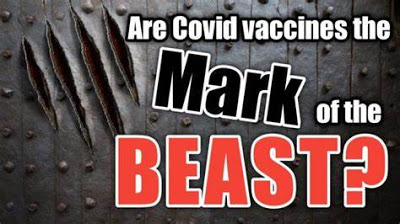 Are Covid vaccines the
Mark of the
BEAST?